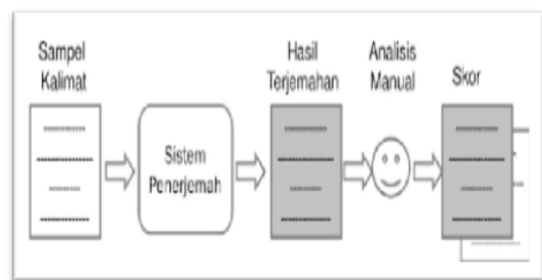 Sampel
Kalimat
Sistem
Penerjemah
Hasil
Terjemahan
Analisis
Manual
Skor